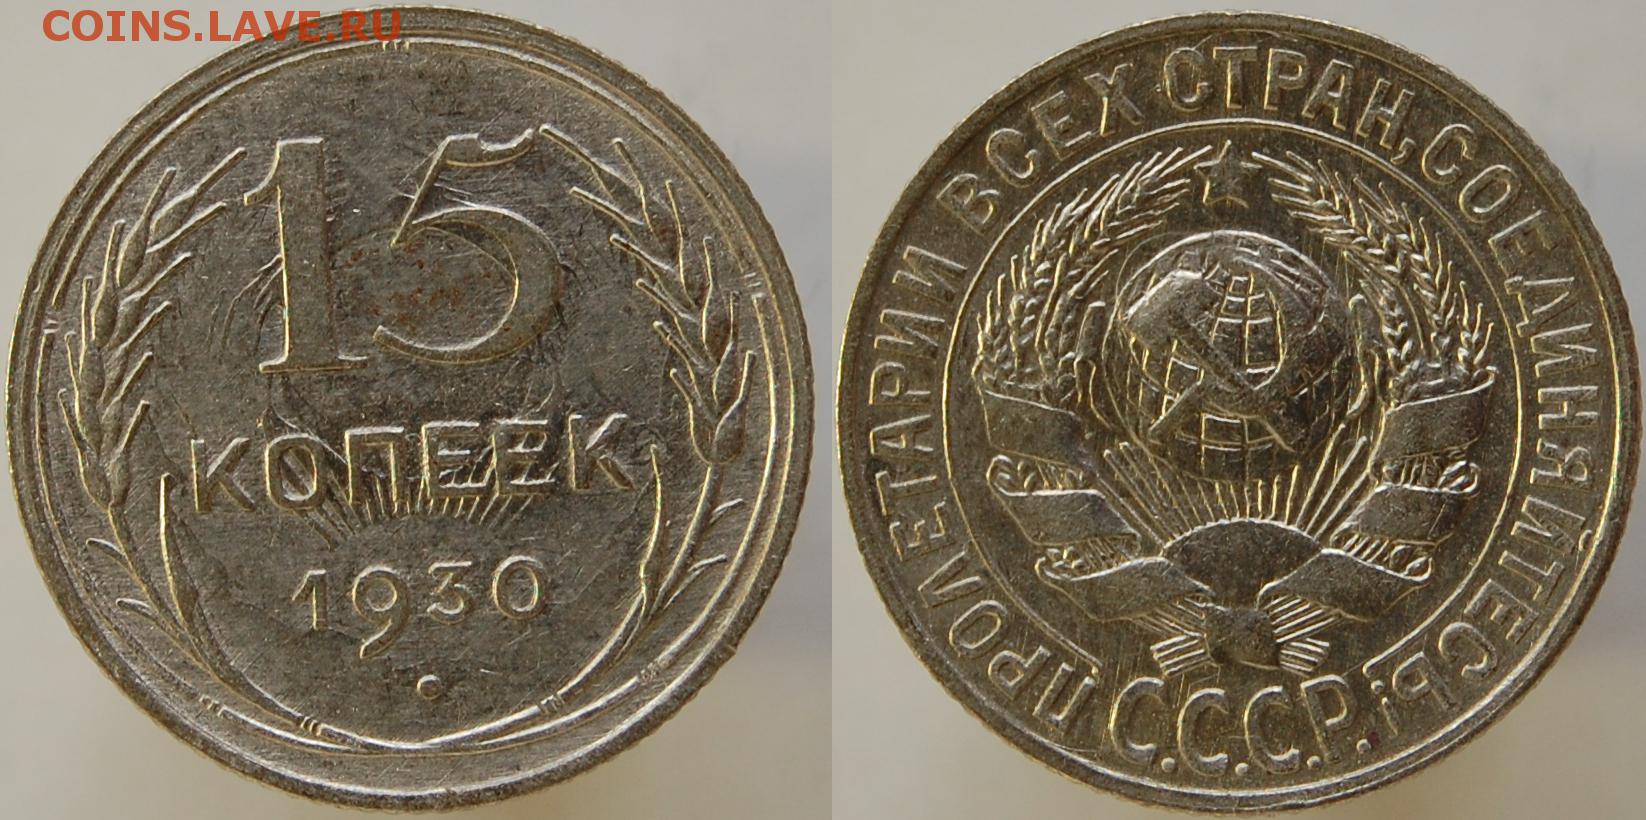 COINS.LAVE.RU
15
КОПЕЕК
1930
ПРОЛЕТАРИИ ВСЕХ СТРАН, СОЕДИНЯЙТЕСЬ!
С.С.С.Р.